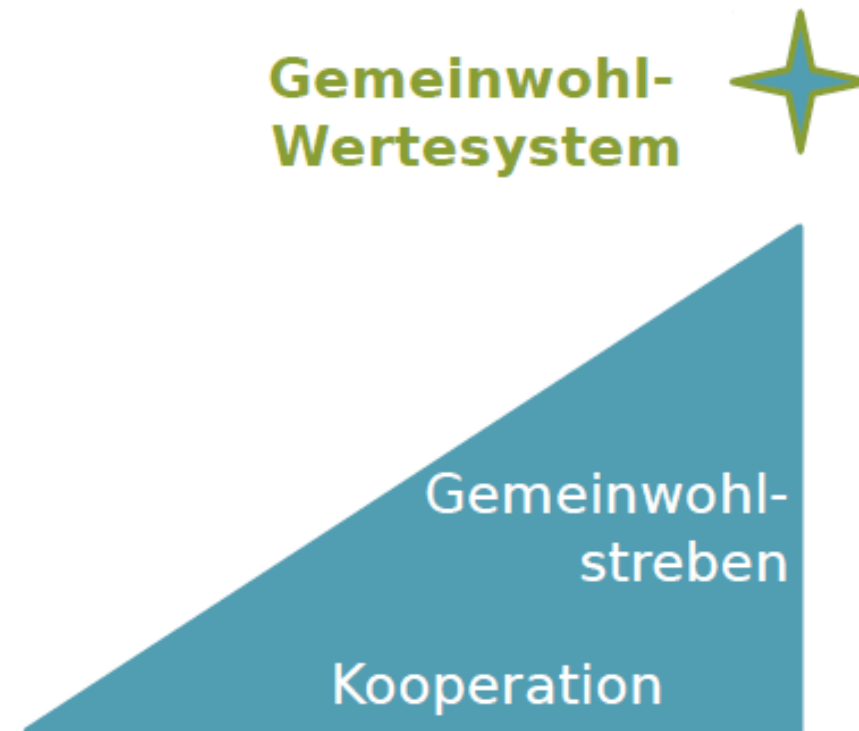 Gemeinwohl-
Wertesystem
Gemeinwohl-
streben
Kooperation